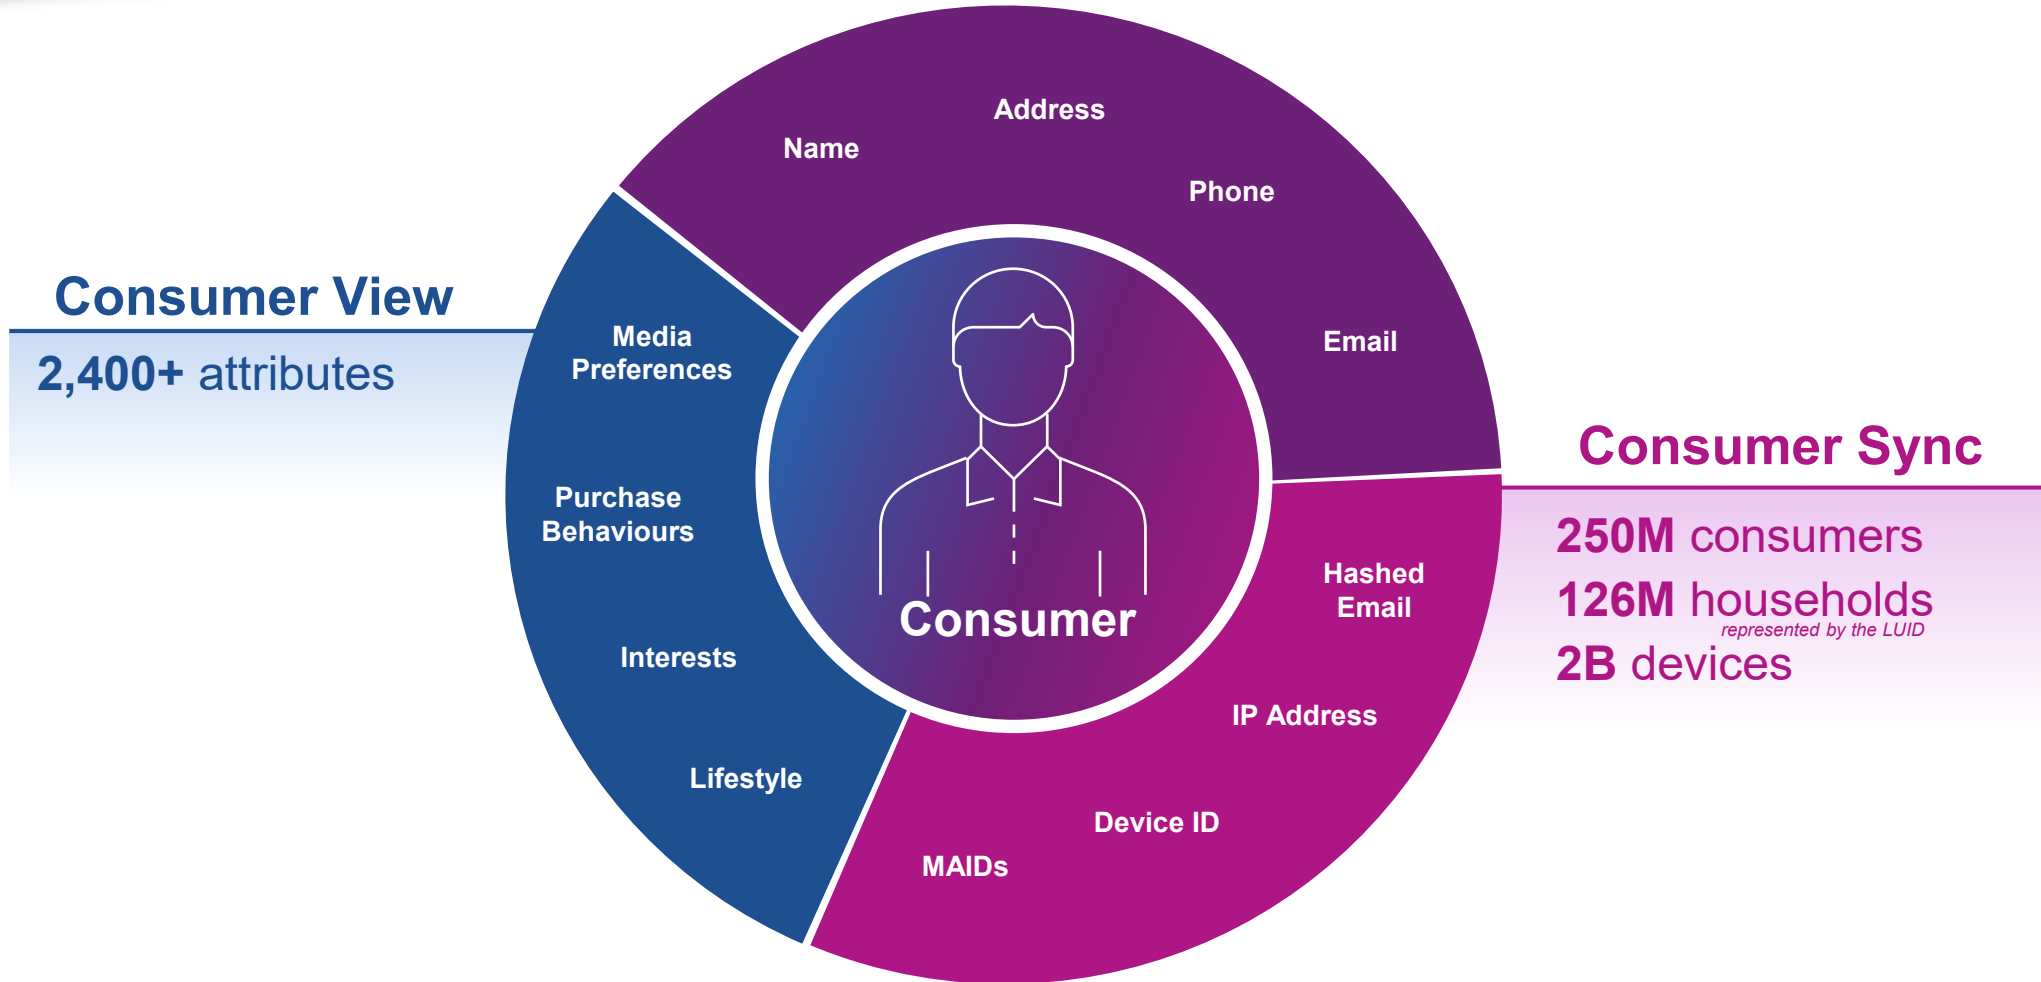 Address
Name
Phone
Email
Consumer View
2,400+ attributes
Media
Preferences
Purchase
Behaviours
Interests
Lifestyle
Consumer
Consumer Sync
250M consumers
126M households
represented by the LUID
2B devices
Hashed
Email
IP Address
Device ID
MAIDs